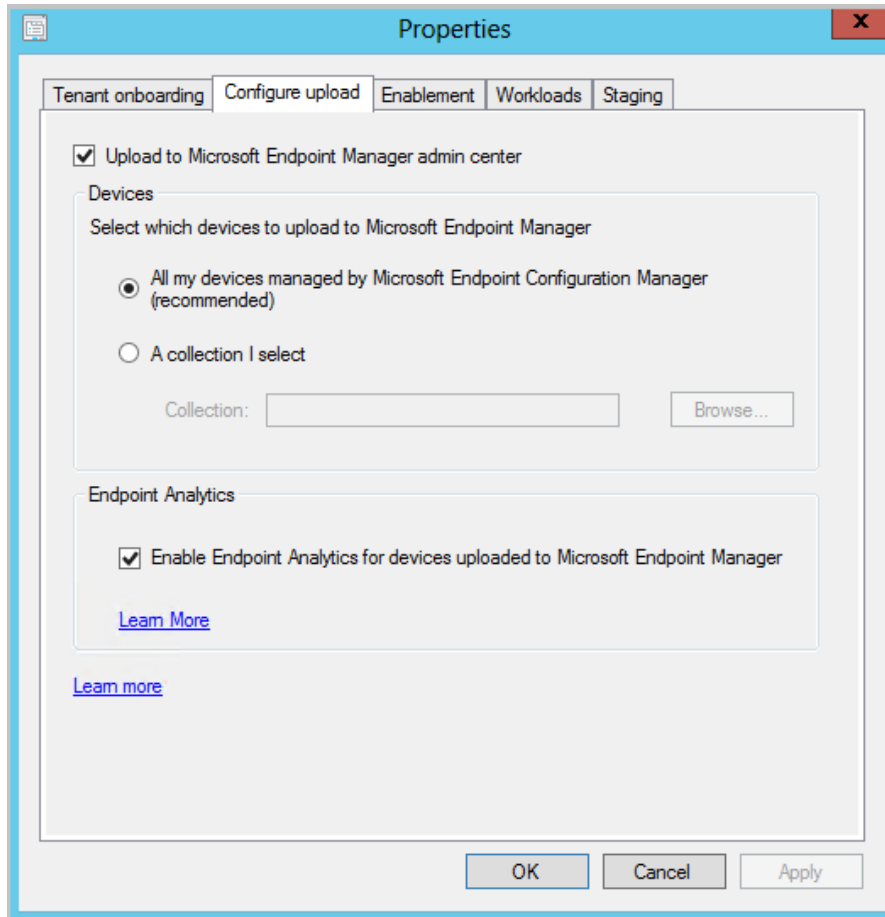 Properties
x
Tenant onboarding
Configure upload
Enablement
Workloads
Staging
Upload to Microsoft Endpoint Manager admin center
Devices
Select which devices to upload to Microsoft Endpoint Manager
All my devices managed by Microsoft Endpoint Configuration Manager
(recommended)
A collection I select
Collection:
Browse...
Endpoint Analytics
Enable Endpoint Analytics for devices uploaded to Microsoft Endpoint Manager
Learn More
Learn more
OK
Cancel
Apply